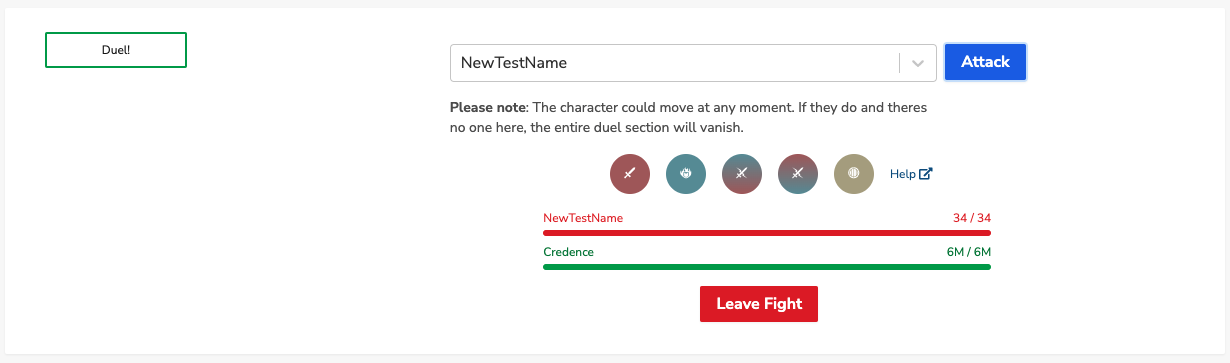 Duel!
NewTestName
Attack
Please note: The character could move at any moment. If they do and theres
no one here, the entire duel section will vanish.
Help
NewTestName 34 / 34
Credence 6M / 6M
Leave Fight